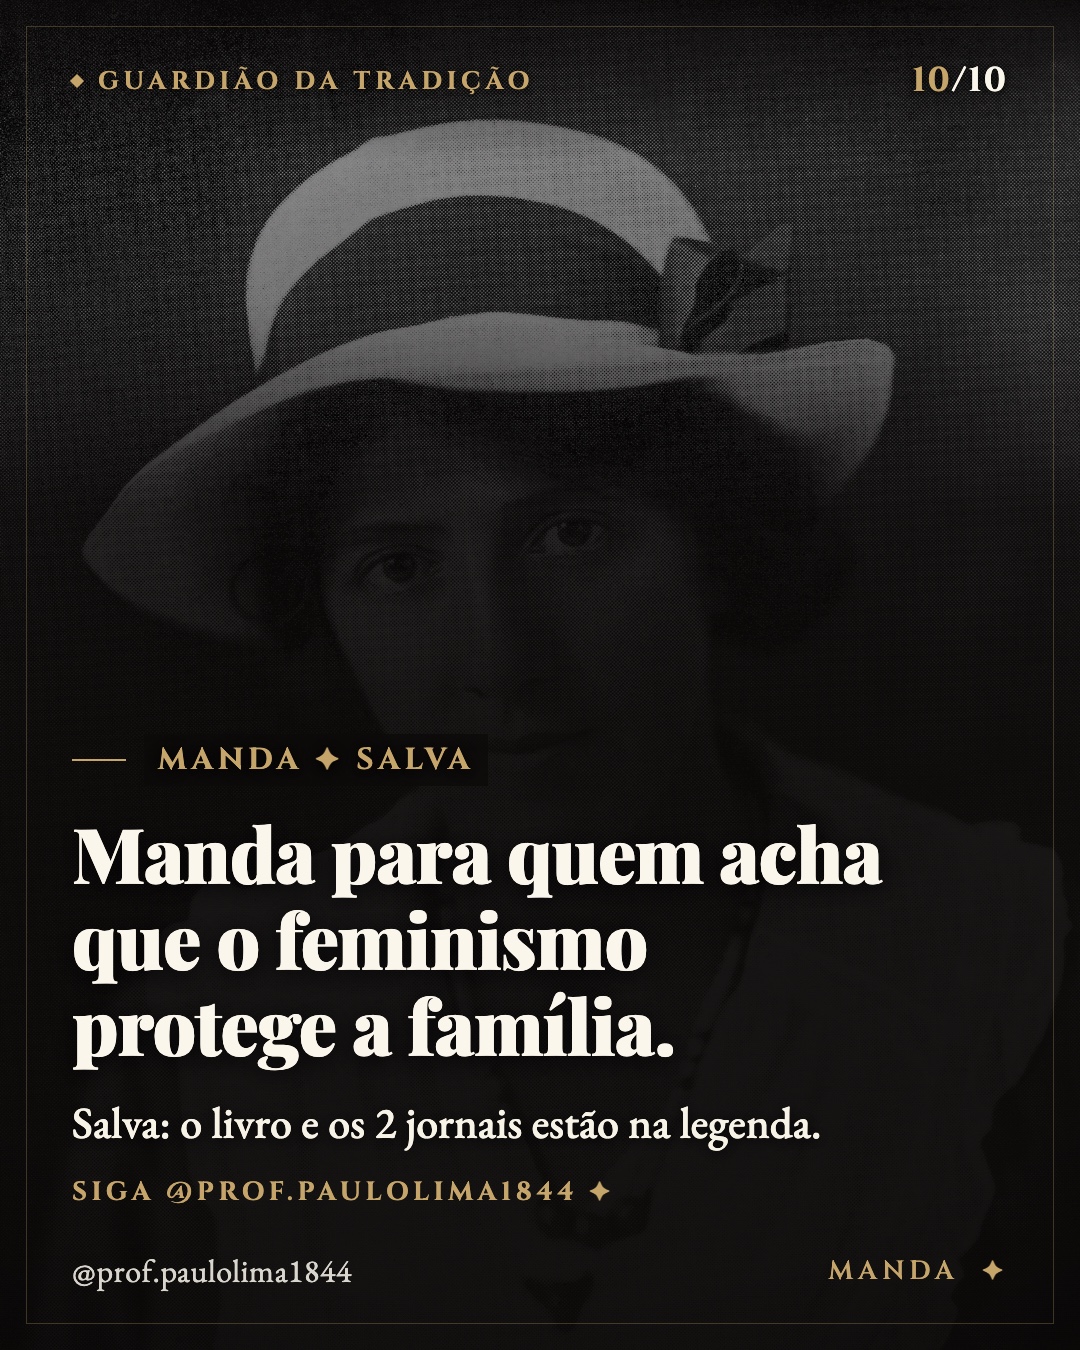 ◆ GUARDIÃO DA TRADIÇÃO
10/10
MANDA ✦ SALVA
Manda para quem acha
que o feminismo
protege a família.
Salva: o livro e os 2 jornais estão na legenda.
SIGA @PROF.PAULOLIMA1844 ✦
@prof.paulolima1844
MANDA ✦